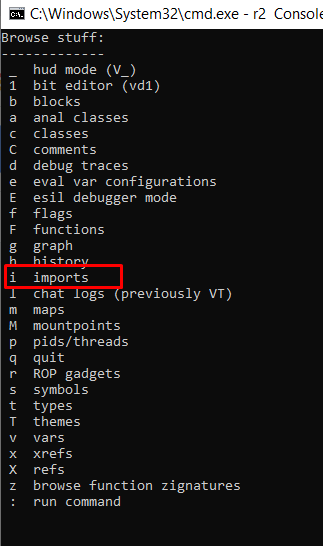 C:\Windows\System32\cmd.exe - r2 Console
Browse stuff:
-------------
_ hud mode (V_)
1 bit editor (vd1)
b blocks
a anal classes
c classes
C comments
d debug traces
e eval var configurations
E esil debugger mode
f flags
F functions
g graph
h history
i imports
l chat logs (previously VT)
m maps
M mountpoints
p pids/threads
q quit
r ROP gadgets
s symbols
t types
T themes
v vars
x xrefs
X refs
z browse function zignatures
: run command